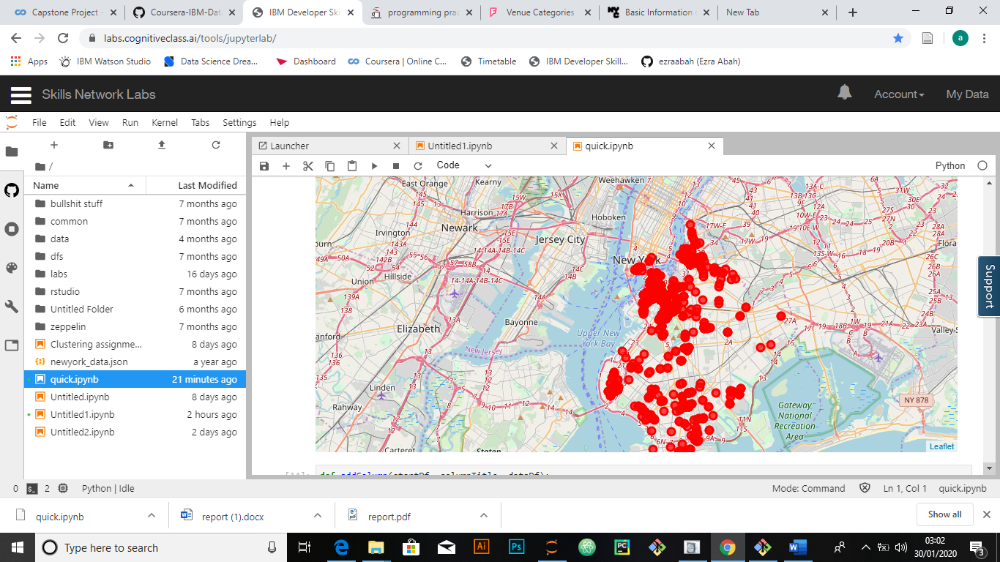 Capstone Project -
Coursera-IBM-Dat
IBM Developer Ski
programming prac
Venue Categories
Basic Information
New Tab
labs.cognitiveclass.ai/tools/jupyterlab/
a
Apps
IBM Watson Studio
Data Science Drea...
Dashboard
Coursera | Online C...
Timetable
IBM Developer Skill...
ezraabah (Ezra Abah)
Skills Network Labs
Account
My Data
File Edit View Run Kernel Tabs Settings Help
Launcher
Untitled1.ipynb
quick.ipynb
/
Code
Python
Name
Last Modified
bullshit stuff 7 months ago
common 7 months ago
data 4 months ago
dfs 7 months ago
labs 16 days ago
rstudio 7 months ago
Untitled Folder 6 months ago
zeppelin 7 months ago
Clustering assignme... 8 days ago
newyork_data.json a year ago
quick.ipynb 21 minutes ago
Untitled.ipynb 8 days ago
Untitled1.ipynb 2 hours ago
Untitled2.ipynb 2 days ago
East Orange
Kearny
Weehawken
Harrison
Hoboken
Irvington
Newark
Jersey City
New York
Hillside
Union
Elizabeth
Bayonne
Upper New
York Bay
New Jersey
Linden
Rahway
Carteret
Staten
Valley S
Flora
NY 878
Gateway
National
Recreation
Area
Leaflet
Support
[14]: def addColumn(startDf, columnTitle, dataDf):
0
2
Python | Idle
Mode: Command
Ln 1, Col 1
quick.ipynb
quick.ipynb
report (1).docx
report.pdf
Show all
Type here to search
Ai
Ps
PC
03:02
30/01/2020
3